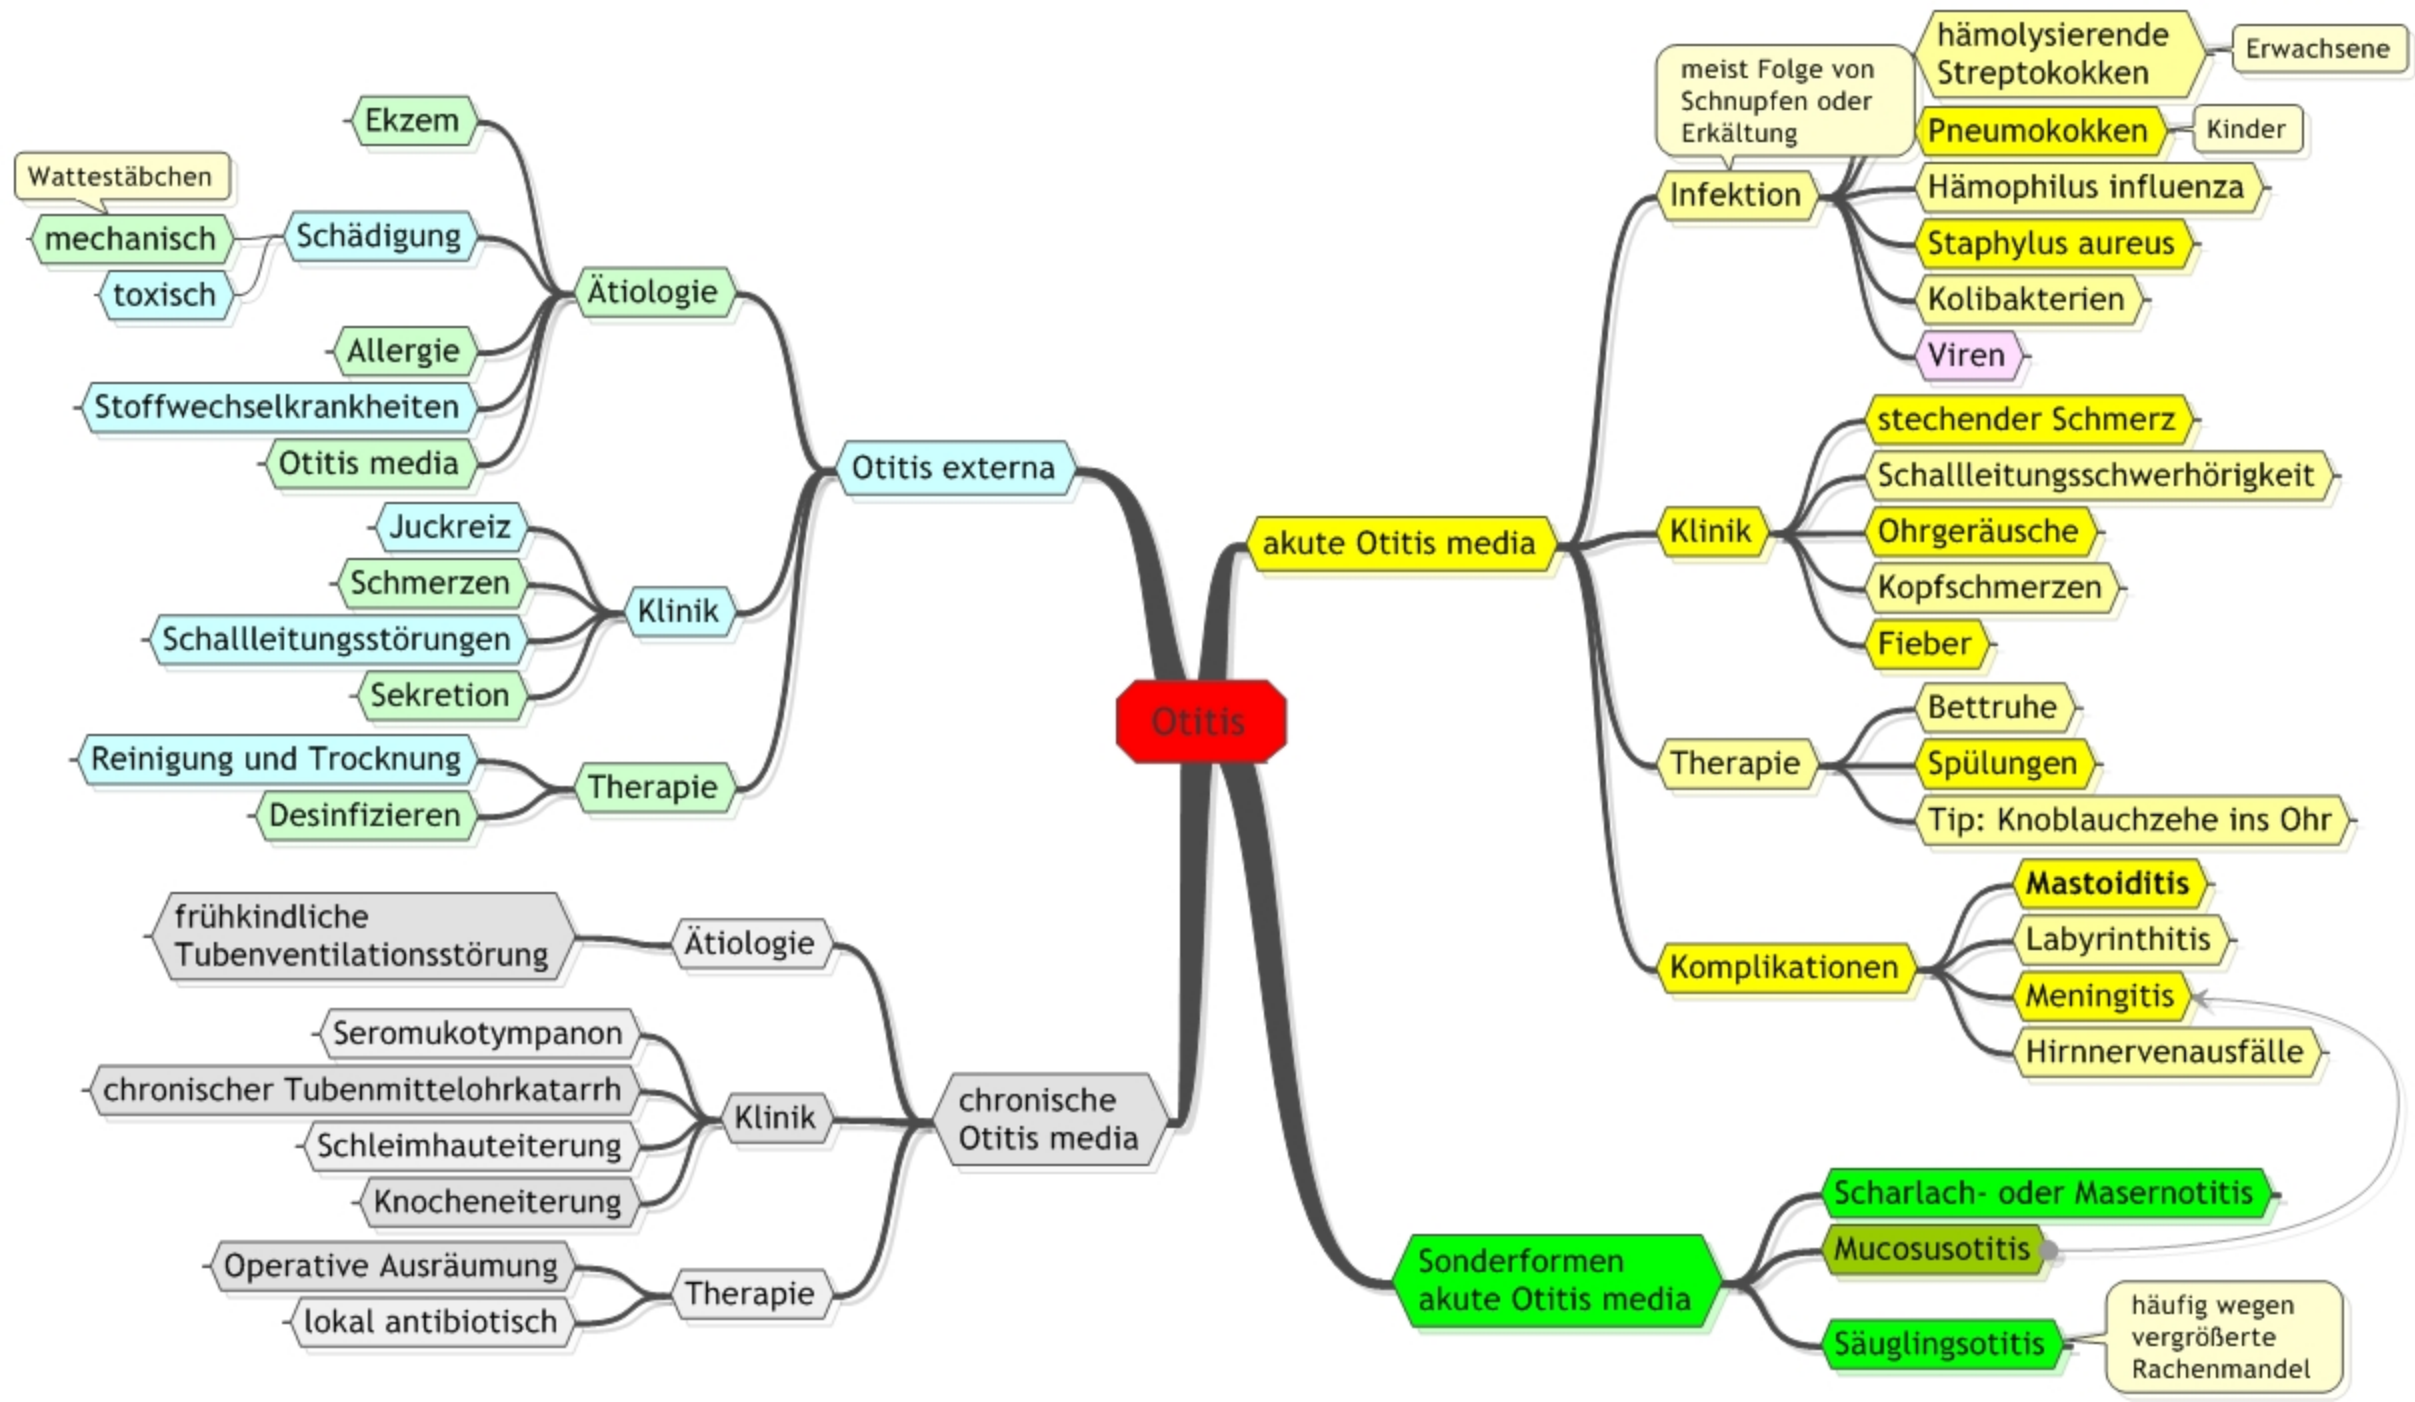 Otitis
Otitis externa
Ätiologie
Ekzem
Schädigung
Wattestäbchen
mechanisch
toxisch
Allergie
Stoffwechselkrankheiten
Otitis media
Klinik
Juckreiz
Schmerzen
Schallleitungsstörungen
Sekretion
Therapie
Reinigung und Trocknung
Desinfizieren
chronische
Otitis media
Ätiologie
frühkindliche
Tubenventilationsstörung
Klinik
Seromukotympanon
chronischer Tubenmittelohrkatarrh
Schleimhauteiterung
Knocheneiterung
Therapie
Operative Ausräumung
lokal antibiotisch
akute Otitis media
Infektion
meist Folge von
Schnupfen oder
Erkältung
hämolysierende
Streptokokken
Erwachsene
Pneumokokken
Kinder
Hämophilus influenza
Staphylus aureus
Kolibakterien
Viren
Klinik
stechender Schmerz
Schallleitungsschwerhörigkeit
Ohrgeräusche
Kopfschmerzen
Fieber
Therapie
Bettruhe
Spülungen
Tip: Knoblauchzehe ins Ohr
Komplikationen
Mastoiditis
Labyrinthitis
Meningitis
Hirnnervenausfälle
Sonderformen
akute Otitis media
Scharlach- oder Masernotitis
Mucosusotitis
Säuglingsotitis
häufig wegen
vergrößerte
Rachenmandel